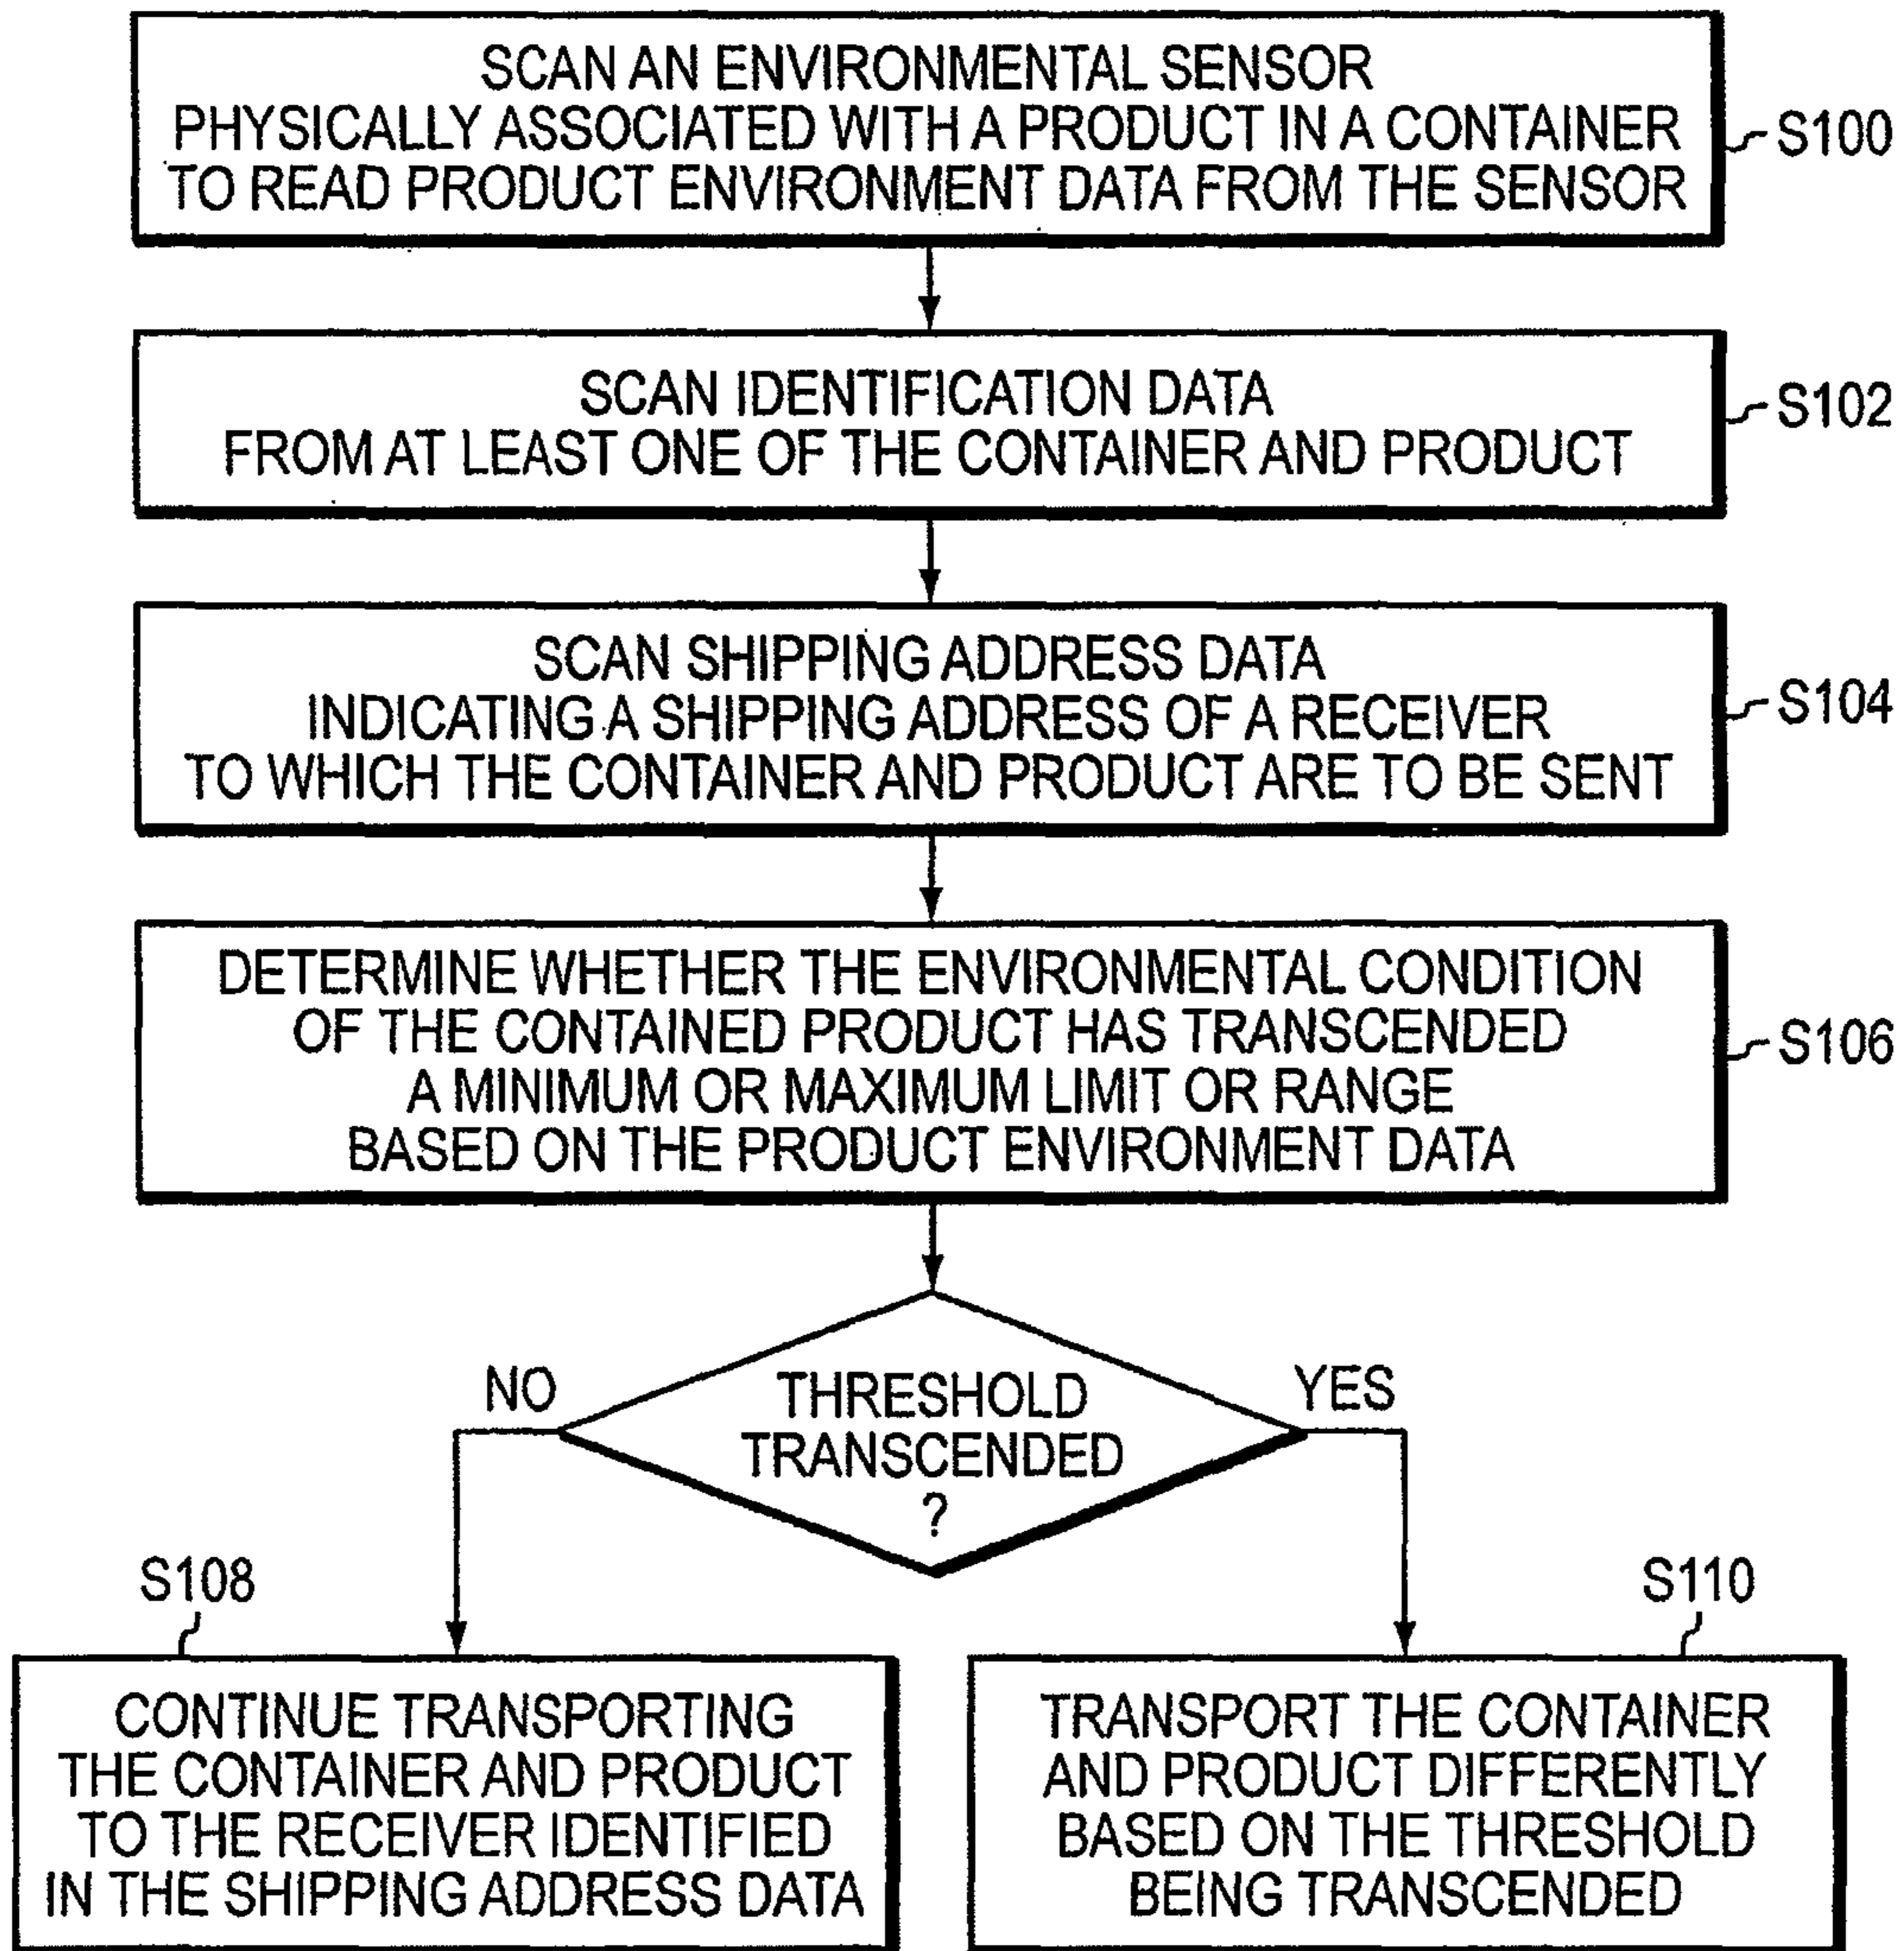 SCAN AN ENVIRONMENTAL SENSOR
PHYSICALLY ASSOCIATED WITH A PRODUCT IN A CONTAINER
TO READ PRODUCT ENVIRONMENT DATA FROM THE SENSOR
S100
SCAN IDENTIFICATION DATA
FROM AT LEAST ONE OF THE CONTAINER AND PRODUCT
S102
SCAN SHIPPING ADDRESS DATA
INDICATING A SHIPPING ADDRESS OF A RECEIVER
TO WHICH THE CONTAINER AND PRODUCT ARE TO BE SENT
S104
DETERMINE WHETHER THE ENVIRONMENTAL CONDITION
OF THE CONTAINED PRODUCT HAS TRANSCENDED
A MINIMUM OR MAXIMUM LIMIT OR RANGE
BASED ON THE PRODUCT ENVIRONMENT DATA
S106
NO
THRESHOLD
TRANSCENDED
?
YES
S108
CONTINUE TRANSPORTING
THE CONTAINER AND PRODUCT
TO THE RECEIVER IDENTIFIED
IN THE SHIPPING ADDRESS DATA
S110
TRANSPORT THE CONTAINER
AND PRODUCT DIFFERENTLY
BASED ON THE THRESHOLD
BEING TRANSCENDED